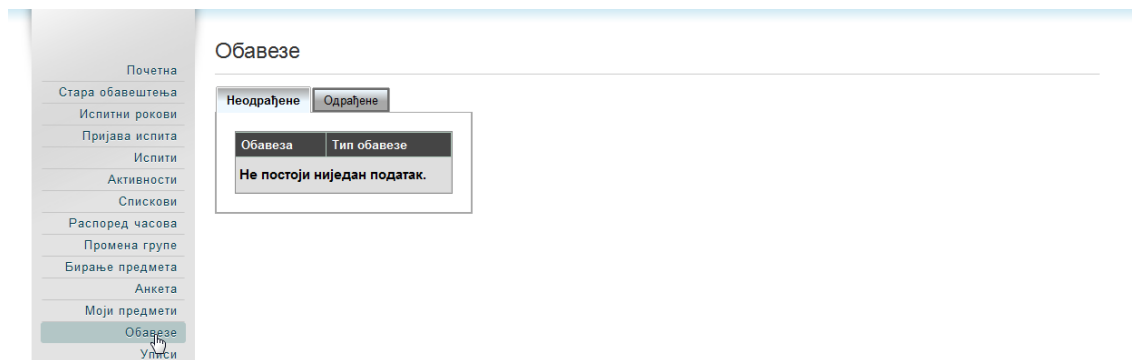 Почетна
Стара обавештења
Испитни рокови
Пријава испита
Испити
Активности
Спискови
Распоред часова
Промена групе
Бирање предмета
Анкета
Моји предмети
Обавезе
Уписи
Обавезе
Неодрађене Одрађене
Обавеза Тип обавезе
Не постоји ниједан податак.